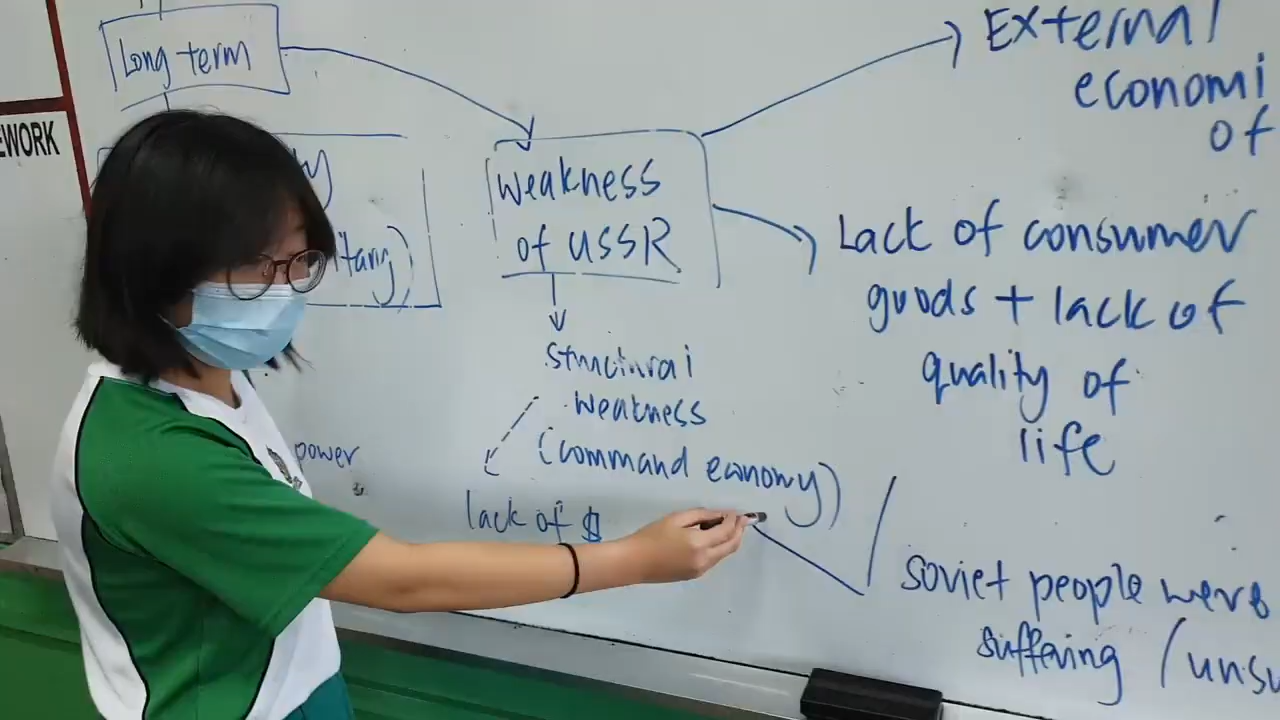 Long term
External
economi
of
EWORK
weakness
of USSR
itary)
Lack of consumer
goods + lack of
quality of
life
structural
weakness
(command economy)
power
lack of $
soviet people were
suffering / unsu